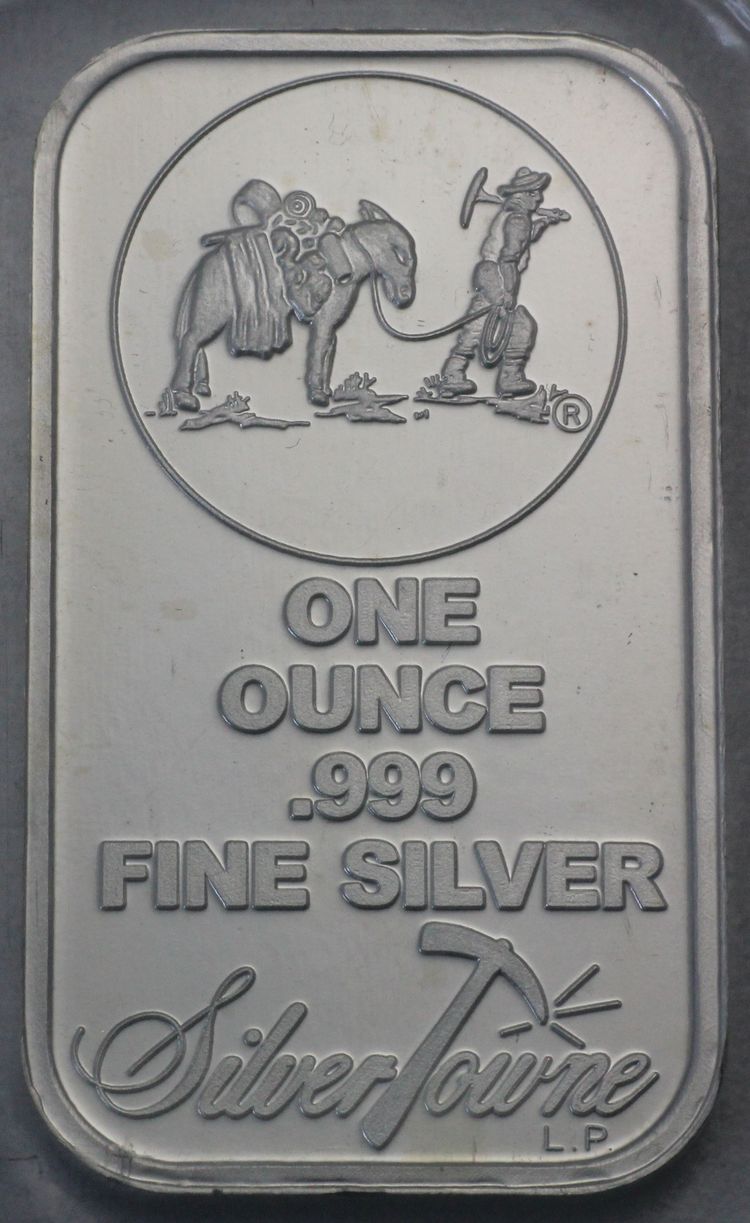 ®
ONE
OUNCE
.999
FINE SILVER
SilverTowne
L.P.